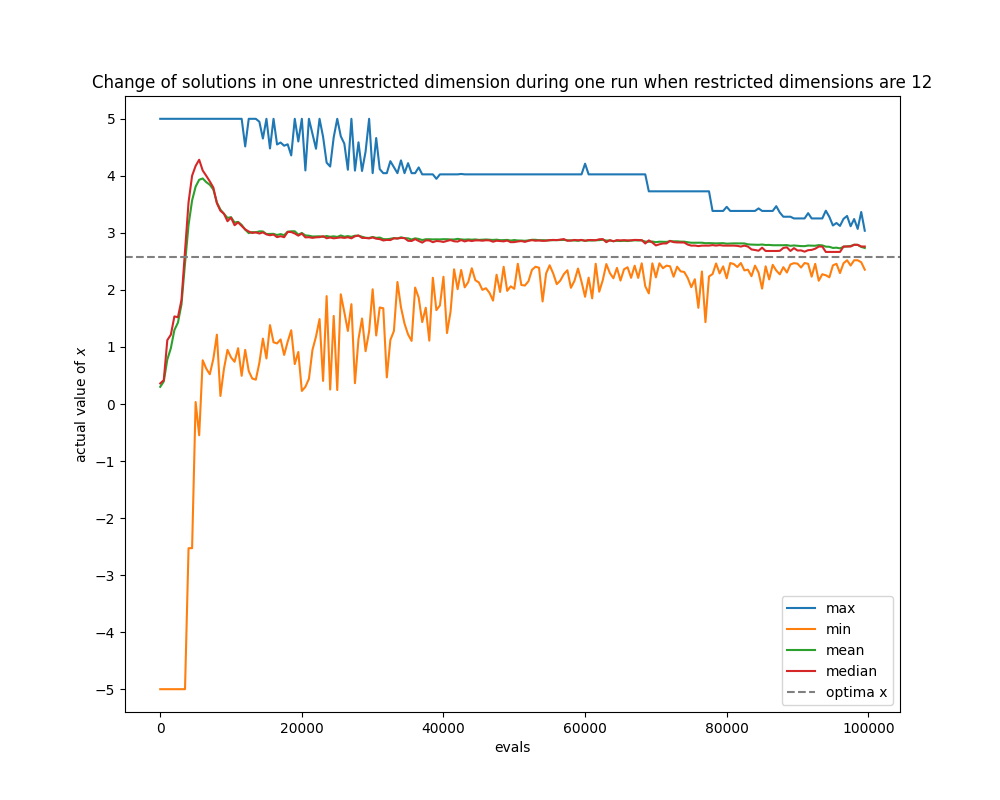 Change of solutions in one unrestricted dimension during one run when restricted dimensions are 12
5
4
3
2
1
0
−1
−2
−3
−4
−5
actual value of x
0 20000 40000 60000 80000 100000
evals
max
min
mean
median
optima x